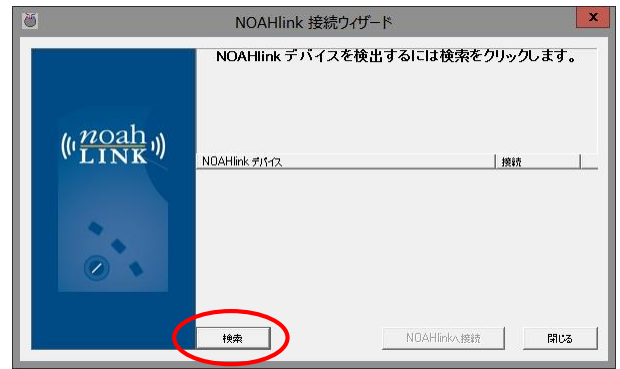 NOAHlink 接続ウィザード
x
NOAHlink デバイスを検出するには検索をクリックします。
noah
LINK
NOAHlink デバイス 接続
検索 NOAHlinkへ接続 閉じる